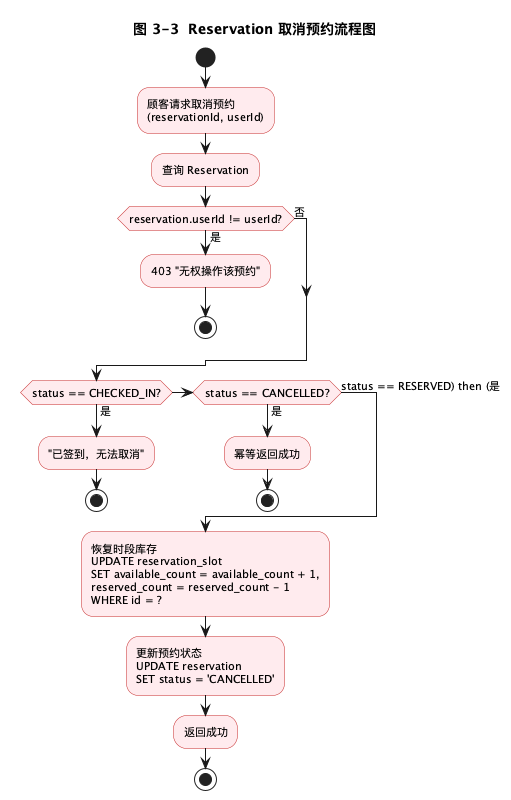 图 3-3 Reservation 取消预约流程图
顾客请求取消预约
(reservationId, userId)
查询 Reservation
reservation.userId != userId?
否
是
403 "无权操作该预约"
status == CHECKED_IN?
status == CANCELLED?
status == RESERVED) then (是
是
是
"已签到，无法取消"
幂等返回成功
恢复时段库存
UPDATE reservation_slot
SET available_count = available_count + 1,
reserved_count = reserved_count - 1
WHERE id = ?
更新预约状态
UPDATE reservation
SET status = 'CANCELLED'
返回成功